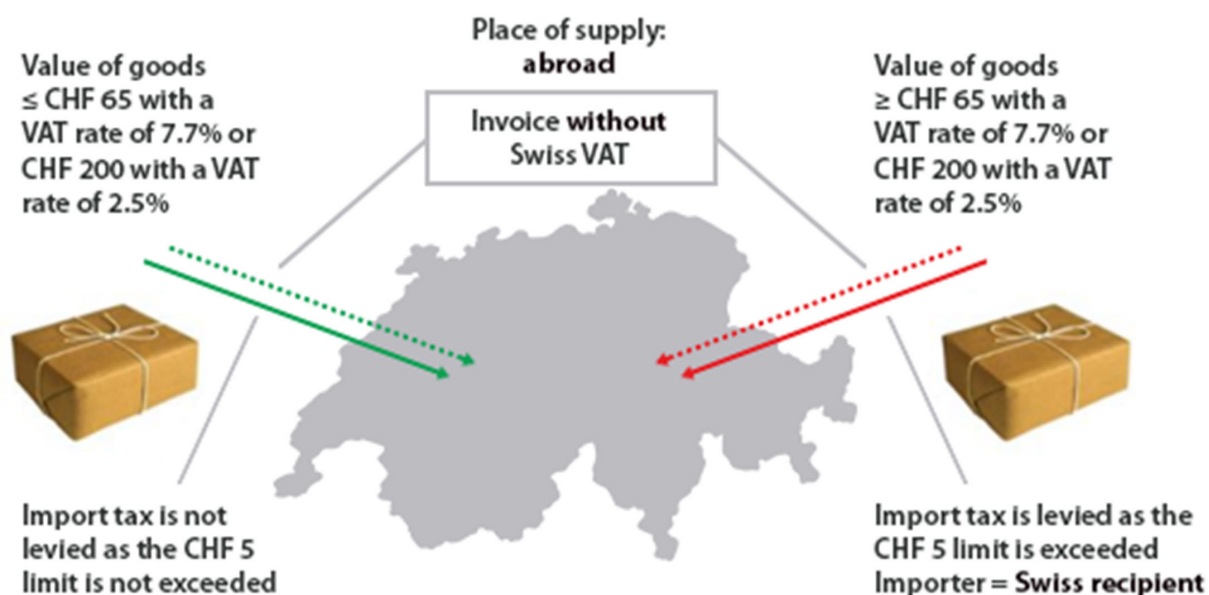 Place of supply:
abroad
Invoice without
Swiss VAT
Value of goods
≤ CHF 65 with a
VAT rate of 7.7% or
CHF 200 with a VAT
rate of 2.5%
Value of goods
≥ CHF 65 with a
VAT rate of 7.7% or
CHF 200 with a VAT
rate of 2.5%
Import tax is not
levied as the CHF 5
limit is not exceeded
Import tax is levied as the
CHF 5 limit is exceeded
Importer = Swiss recipient